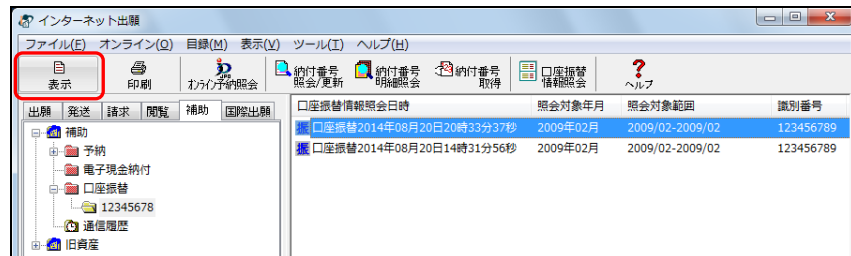 インターネット出願
ファイル(F) オンライン(O) 目録(M) 表示(V) ツール(T) ヘルプ(H)
表示 印刷 オンライン予納照会 納付番号照会/更新 納付番号明細照会 納付番号取得 口座振替情報照会 ヘルプ
出願 発送 請求 閲覧 補助 国際出願
補助
予納
電子現金納付
口座振替
12345678
通信履歴
旧資産
口座振替情報照会日時 照会対象年月 照会対象範囲 識別番号
振 口座振替2014年08月20日20時33分37秒 2009年02月 2009/02-2009/02 123456789
振 口座振替2014年08月20日14時31分56秒 2009年02月 2009/02-2009/02 123456789